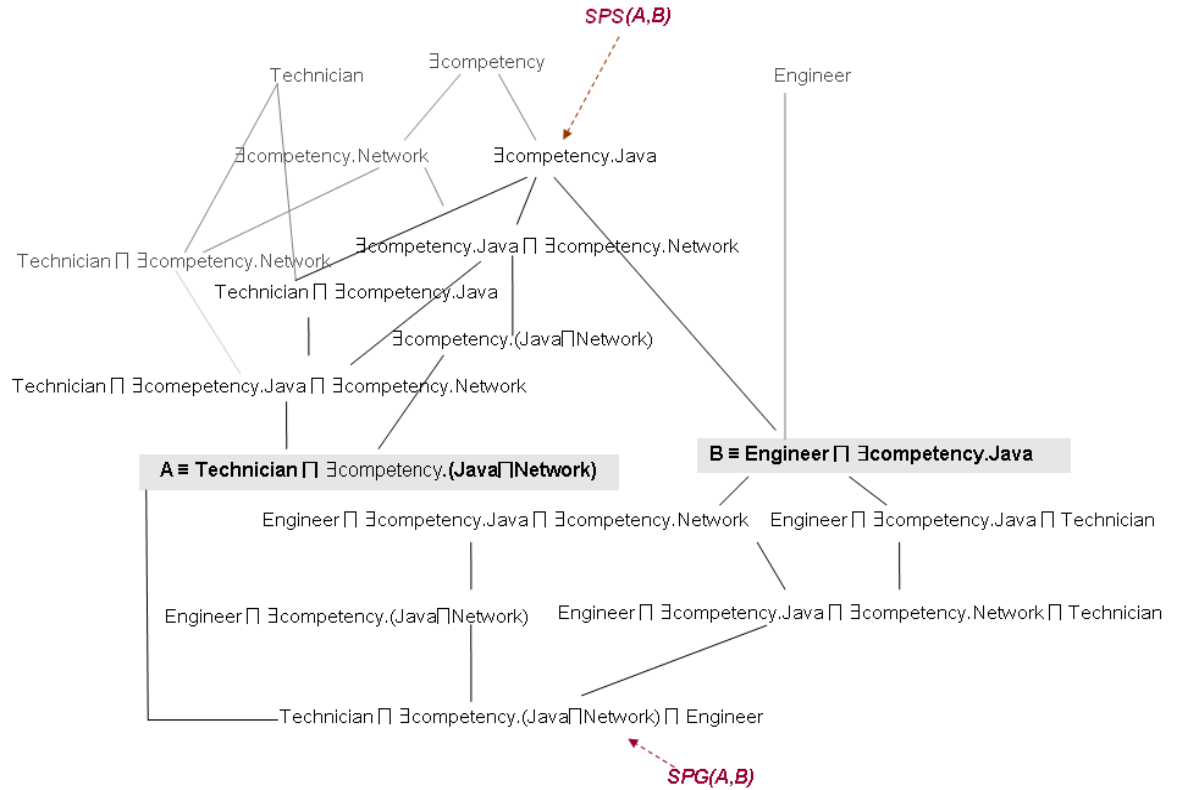 SPS(A,B)
Technician
∃competency
Engineer
∃competency.Network
∃competency.Java
Technician ∏ ∃competency.Network
∃competency.Java ∏ ∃competency.Network
Technician ∏ ∃competency.Java
∃competency.(Java∏Network)
Technician ∏ ∃comepetency.Java ∏ ∃competency.Network
A ≡ Technician ∏ ∃competency.(Java∏Network)
B ≡ Engineer ∏ ∃competency.Java
Engineer ∏ ∃competency.Java ∏ ∃competency.Network
Engineer ∏ ∃competency.Java ∏ Technician
Engineer ∏ ∃competency.(Java∏Network)
Engineer ∏ ∃competency.Java ∏ ∃competency.Network ∏ Technician
Technician ∏ ∃competency.(Java∏Network) ∏ Engineer
SPG(A,B)